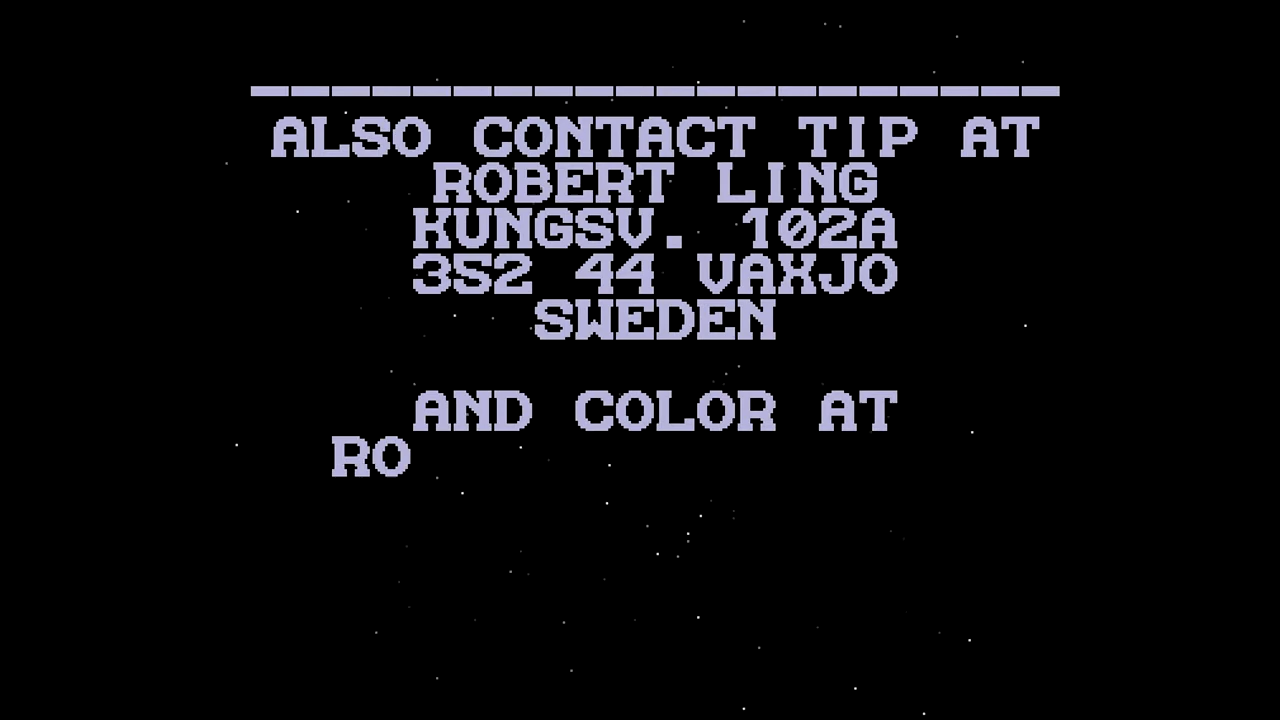 --------------------
ALSO CONTACT TIP AT
ROBERT LING
KUNGSV. 102A
352 44 VAXJO
SWEDEN
AND COLOR AT
RO